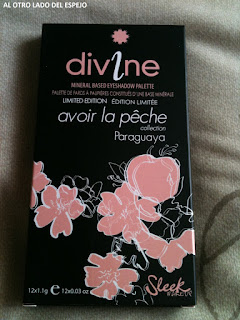 AL OTRO LADO DEL ESPEJO
divine
MINERAL BASED EYESHADOW PALETTE
PALETTE DE FARDS À PAUPIÈRES CONSTITUÉS D'UNE BASE MINÉRALE
LIMITED EDITION ÉDITION LIMITÉE
avoir la pêche
collection
Paraguaya
12x1.1g e 12x0.03 oz
Sleek
MAKEUP